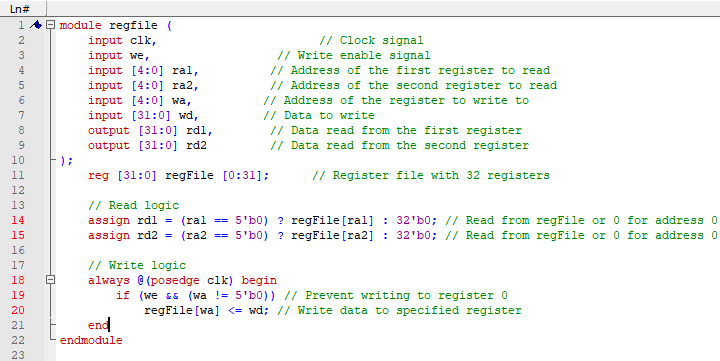 Ln#
1 module regfile (
2 input clk, // Clock signal
3 input we, // Write enable signal
4 input [4:0] ra1, // Address of the first register to read
5 input [4:0] ra2, // Address of the second register to read
6 input [4:0] wa, // Address of the register to write to
7 input [31:0] wd, // Data to write
8 output [31:0] rd1, // Data read from the first register
9 output [31:0] rd2 // Data read from the second register
10 );
11 reg [31:0] regFile [0:31]; // Register file with 32 registers
12
13 // Read logic
14 assign rd1 = (ra1 == 5'b0) ? regFile[ra1] : 32'b0; // Read from regFile or 0 for address 0
15 assign rd2 = (ra2 == 5'b0) ? regFile[ra2] : 32'b0; // Read from regFile or 0 for address 0
16
17 // Write logic
18 always @(posedge clk) begin
19 if (we && (wa != 5'b0)) // Prevent writing to register 0
20 regFile[wa] <= wd; // Write data to specified register
21 end
22 endmodule
23